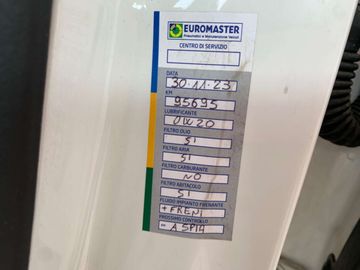 EUROMASTER
Pneumatici e Manutenzione Veicoli
CENTRO DI SERVIZIO
DATA
30.11.23
KM
95695
LUBRIFICANTE
0W20
FILTRO OLIO
SI
FILTRO ARIA
SI
FILTRO CARBURANTE
NO
FILTRO ABITACOLO
SI
FLUIDO IMPIANTO FRENANTE
+ FRENI
PROSSIMO CONTROLLO
A SPIA